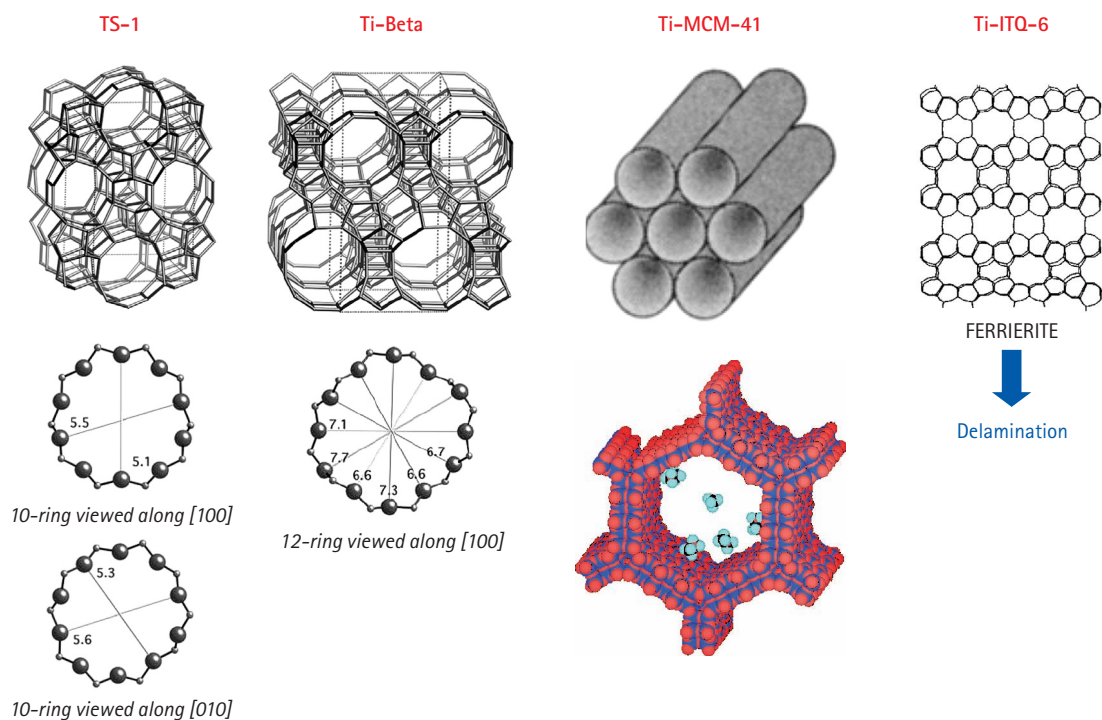 TS-1
Ti-Beta
Ti-MCM-41
Ti-ITQ-6
FERRIERITE
Delamination
5.5
5.1
10-ring viewed along [100]
7.1
7.7
6.6
7.3
6.6
6.7
12-ring viewed along [100]
5.3
5.6
10-ring viewed along [010]